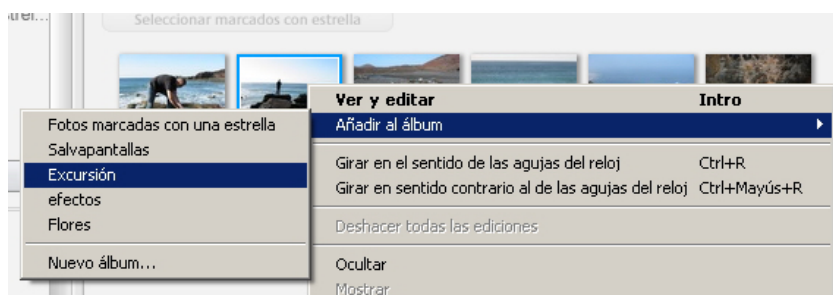 Seleccionar marcados con estrella
Ver y editar Intro
Añadir al álbum
Girar en el sentido de las agujas del reloj Ctrl+R
Girar en sentido contrario al de las agujas del reloj Ctrl+Mayús+R
Deshacer todas las ediciones
Ocultar
Mostrar
Fotos marcadas con una estrella
Salvapantallas
Excursión
efectos
Flores
Nuevo álbum...